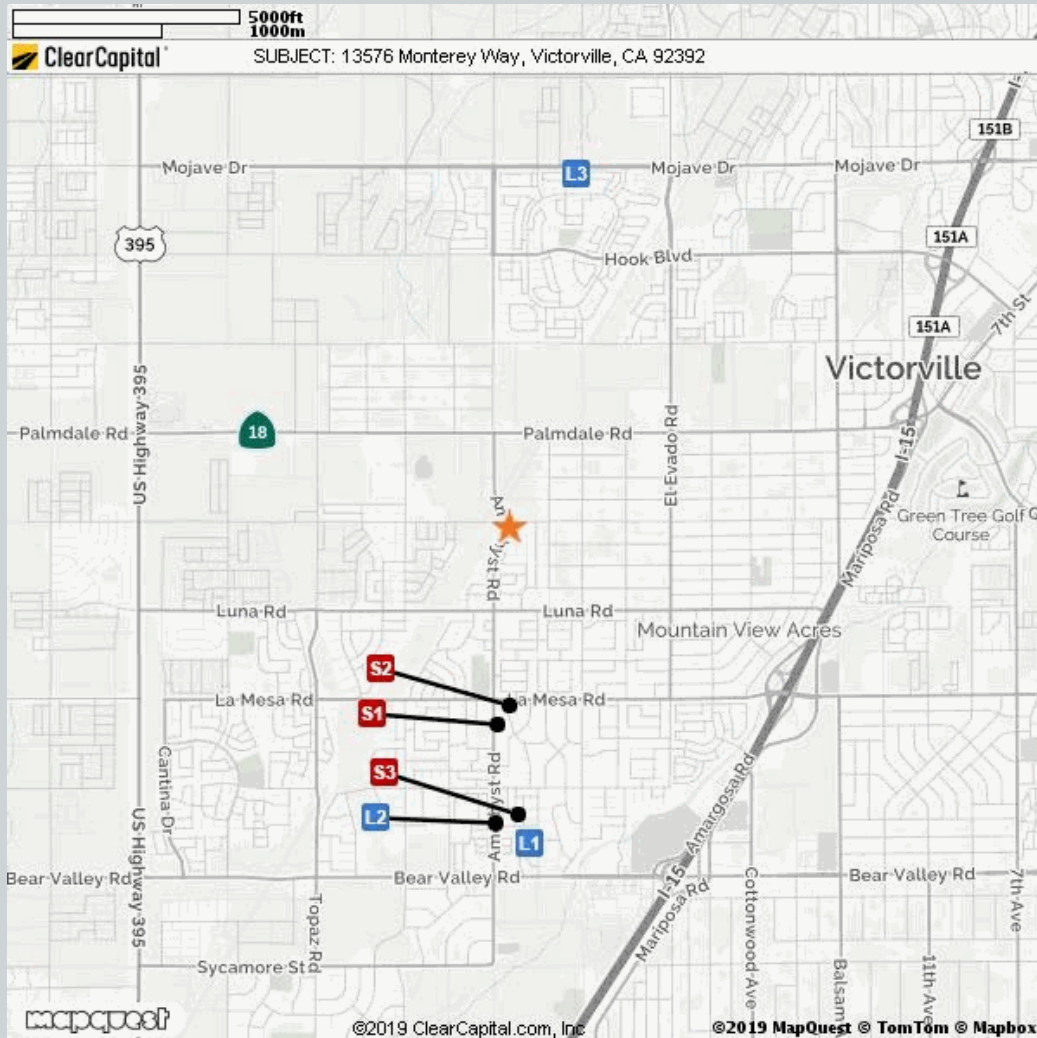 5000ft
1000m
ClearCapital
SUBJECT: 13576 Monterey Way, Victorville, CA 92392
151B
Mojave Dr
L3
Mojave Dr
Mojave Dr
395
151A
Hook Blvd
151A
7th St
Victorville
US Highway 395
Palmdale Rd
18
Palmdale Rd
El Evado Rd
I-15
Green Tree Golf
Course
Mariposa Rd
Luna Rd
Luna Rd
Mountain View Acres
S2
La Mesa Rd
La Mesa Rd
S1
S3
Cantina Dr
Amargosa Rd
L2
L1
US Highway 395
Bear Valley Rd
Bear Valley Rd
Bear Valley Rd
I-15
Mariposa Rd
Topaz Rd
Cottonwood Ave
7th Ave
Sycamore St
Balsam
11th Ave
mapquest
©2019 ClearCapital.com, Inc
©2019 MapQuest © TomTom © Mapbox